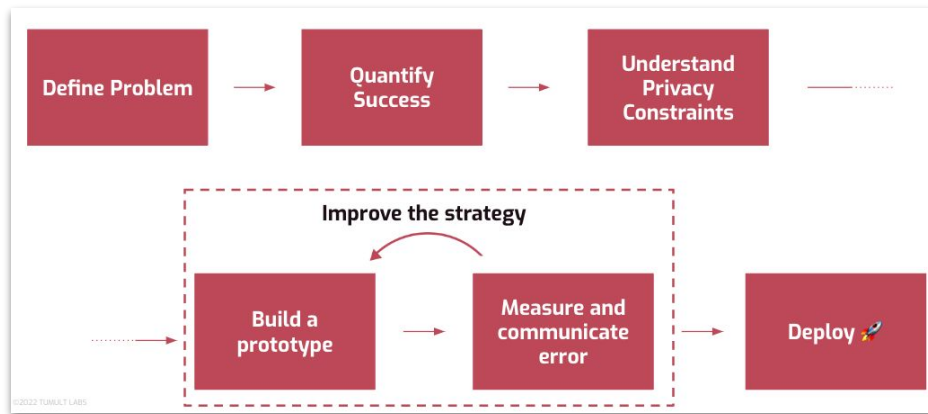 Define Problem
Quantify
Success
Understand
Privacy
Constraints
Improve the strategy
Build a
prototype
Measure and
communicate
error
Deploy 🚀
©2022 TUMULT LABS